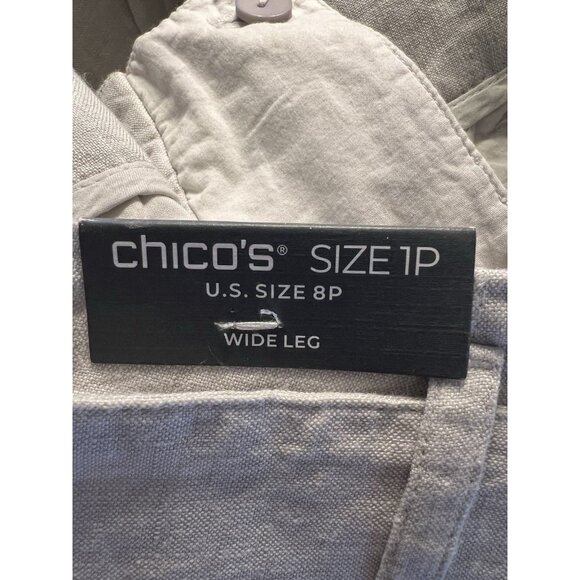 chico's® SIZE 1P
U.S. SIZE 8P
WIDE LEG